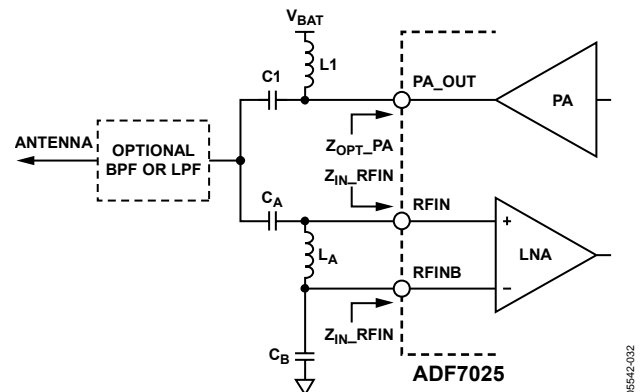 VBAT
L1
C1
PA_OUT
PA
ANTENNA
OPTIONAL
BPF OR LPF
ZOPT_PA
ZIN_RFIN
RFIN
CA
+
LA
LNA
RFINB
−
ZIN_RFIN
CB
ADF7025
05542-032